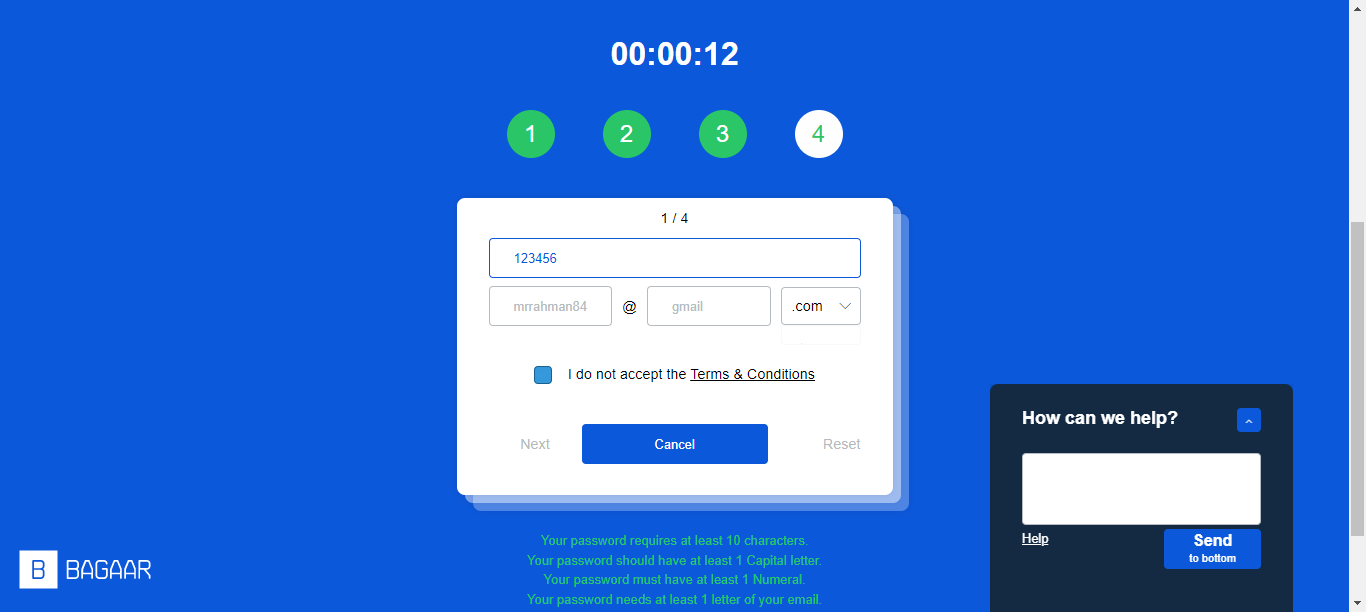 00:00:12
1 2 3 4
1 / 4
123456
mrrahman84 @ gmail .com
I do not accept the Terms & Conditions
Next Cancel Reset
Your password requires at least 10 characters.
Your password should have at least 1 Capital letter.
Your password must have at least 1 Numeral.
Your password needs at least 1 letter of your email.
How can we help?
Help
Send
to bottom
B BAGAAR